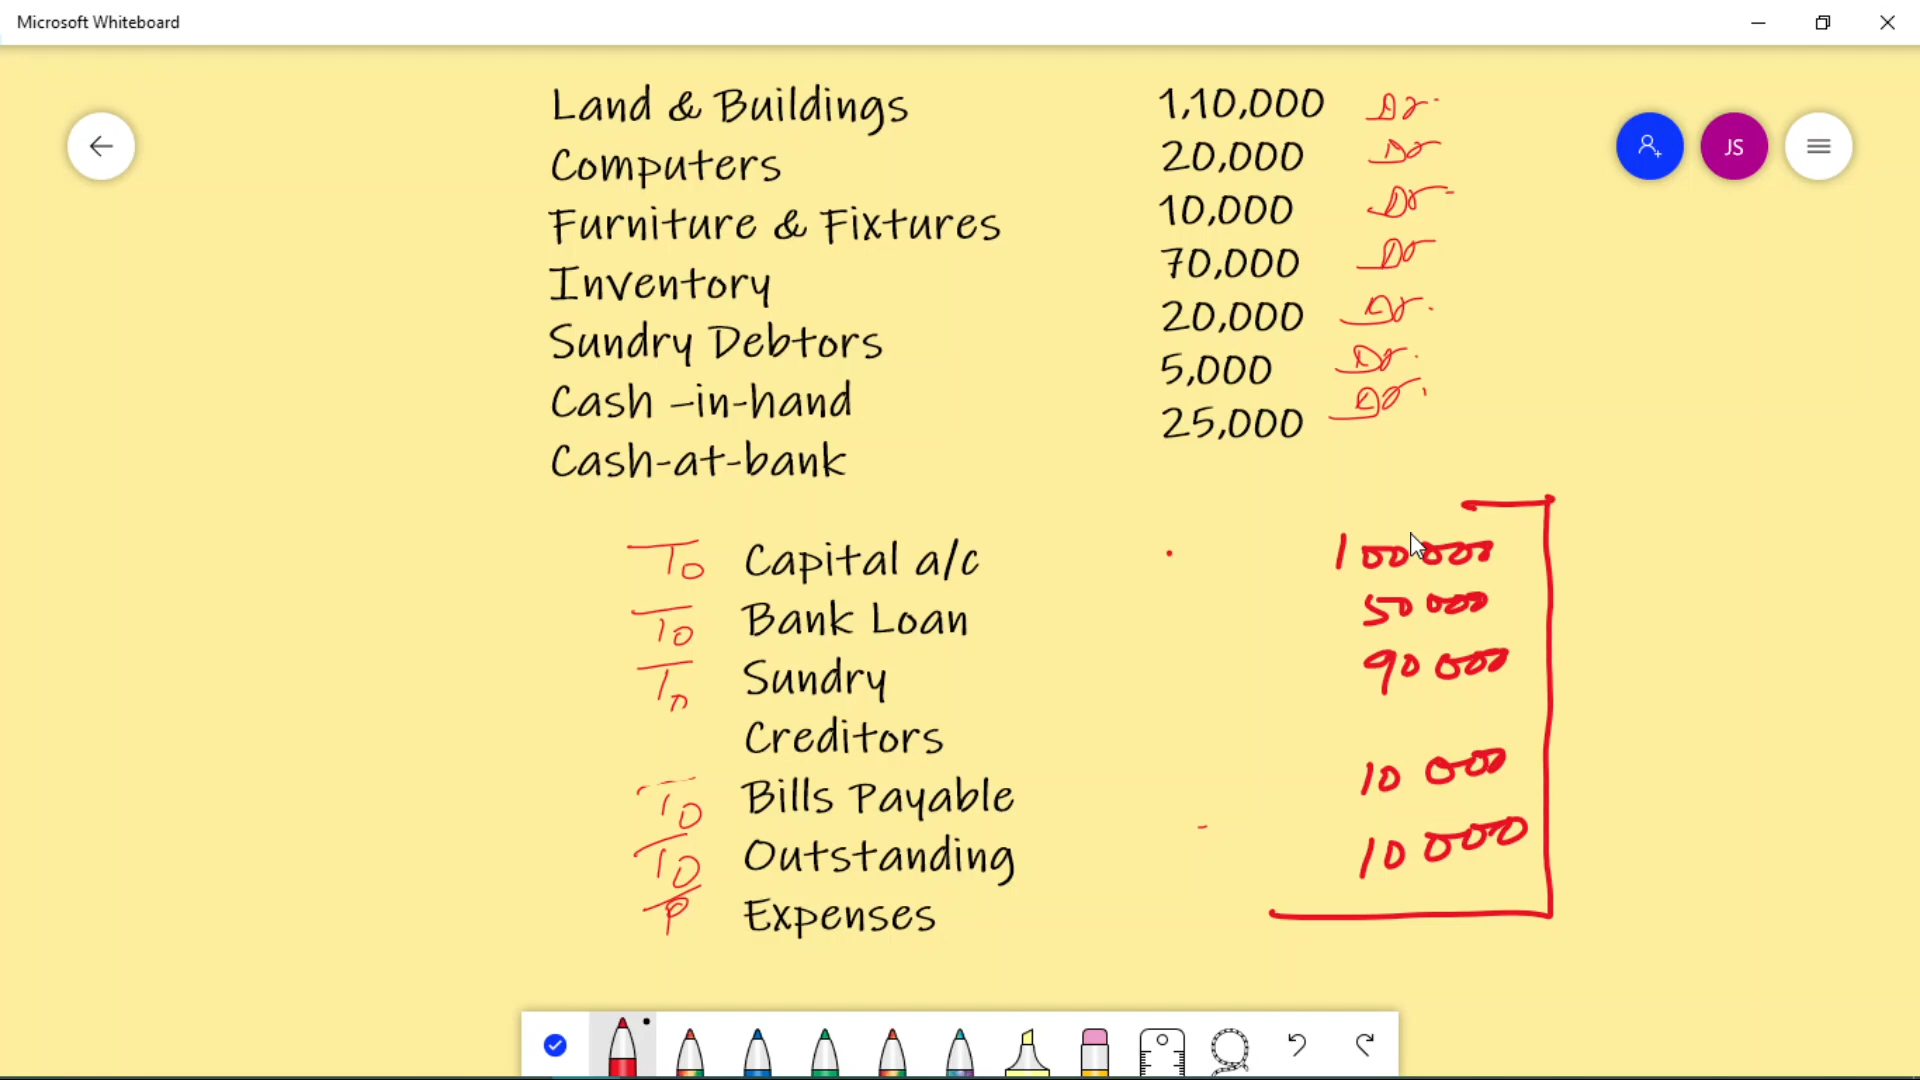 Microsoft Whiteboard
Land & Buildings 1,10,000 Dr.
Computers 20,000 Dr
Furniture & Fixtures 10,000 Dr-
Inventory 70,000 Dr
Sundry Debtors 20,000 Dr.
Cash –in-hand 5,000 Dr.
Cash-at-bank 25,000 Dr.
JS
To Capital a/c 100000
To Bank Loan 50000
To Sundry 90000
Creditors
To Bills Payable 10000
To Outstanding 10000
Expenses